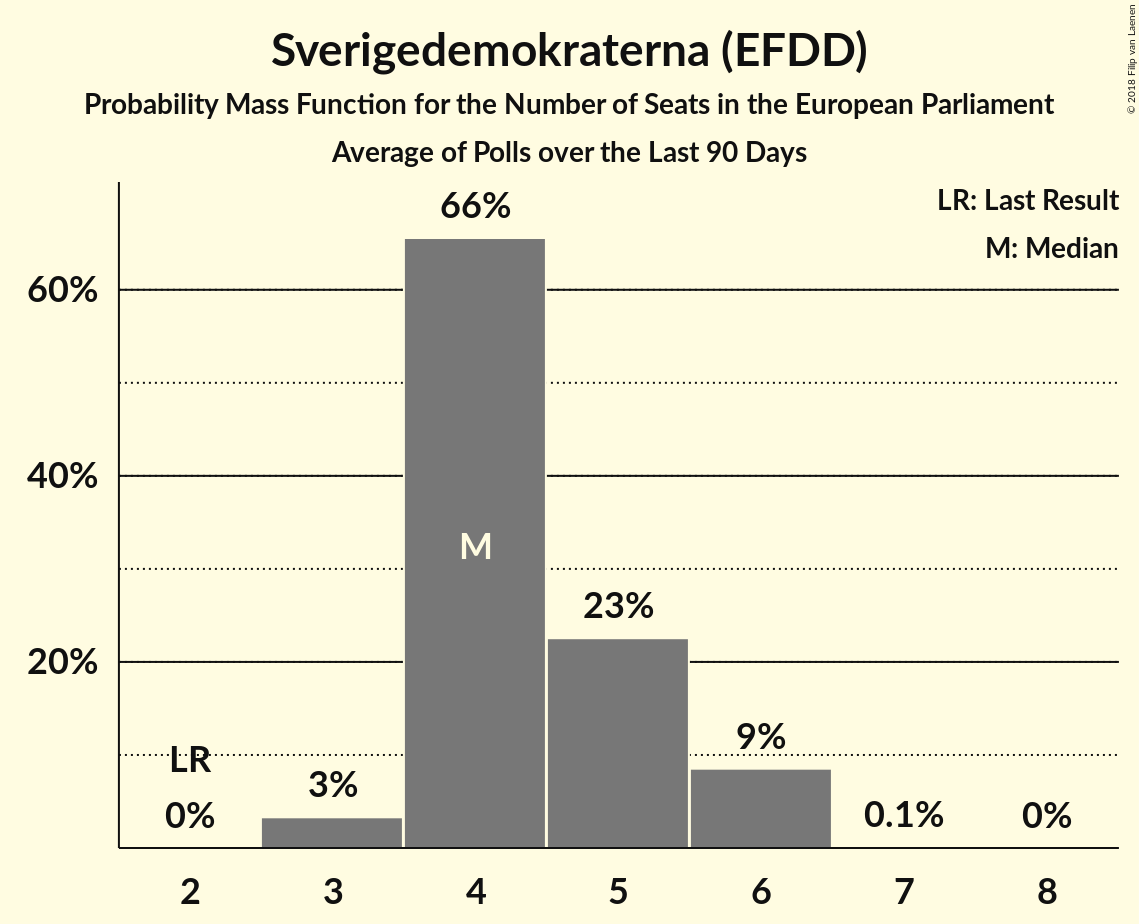 Sverigedemokraterna (EFDD)
Probability Mass Function for the Number of Seats in the European Parliament
Average of Polls over the Last 90 Days
© 2018 Filip van Laenen
LR: Last Result
M: Median
66%
60%
40%
M
23%
20%
9%
LR
3%
0%
0.1%
0%
2 3 4 5 6 7 8